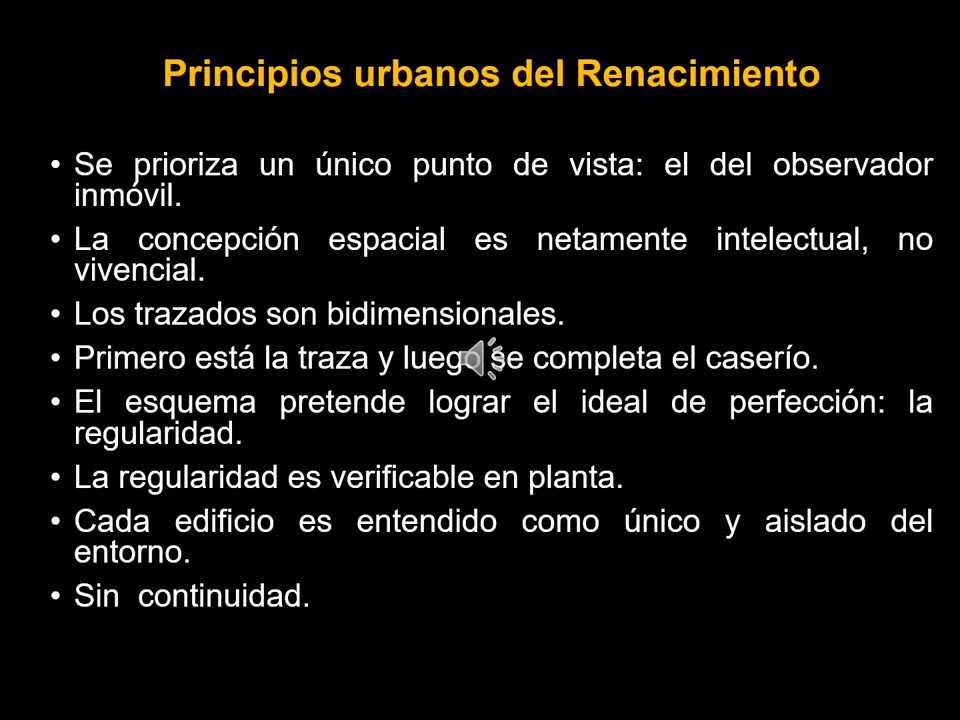 Principios urbanos del Renacimiento
• Se prioriza un único punto de vista: el del observador
inmóvil.
• La concepción espacial es netamente intelectual, no
vivencial.
• Los trazados son bidimensionales.
• Primero está la traza y luego se completa el caserío.
• El esquema pretende lograr el ideal de perfección: la
regularidad.
• La regularidad es verificable en planta.
• Cada edificio es entendido como único y aislado del
entorno.
• Sin continuidad.